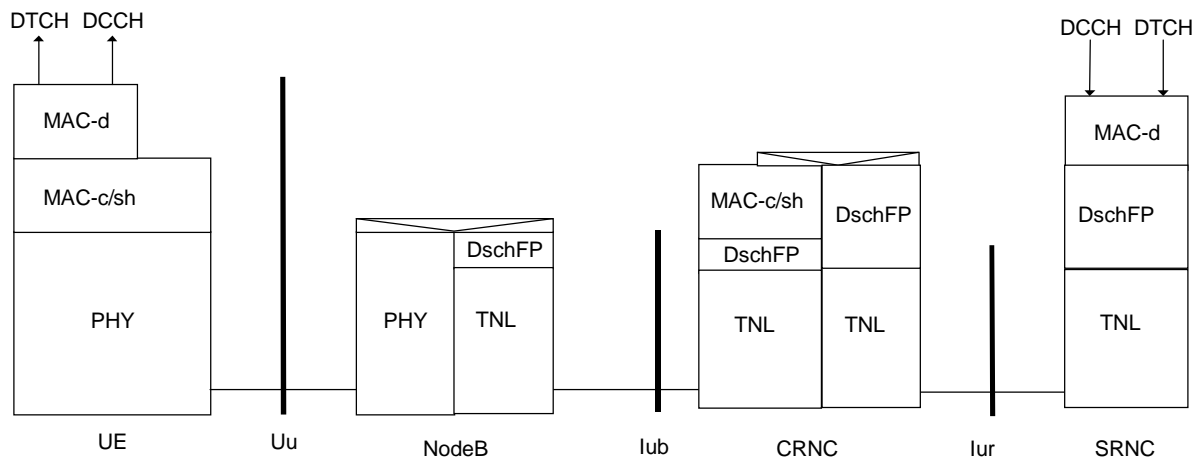 DTCH DCCH
DCCH DTCH
MAC-d
MAC-d
MAC-c/sh
MAC-c/sh
DschFP
DschFP
DschFP
DschFP
PHY
PHY
TNL
TNL
TNL
TNL
UE
Uu
NodeB
Iub
CRNC
Iur
SRNC